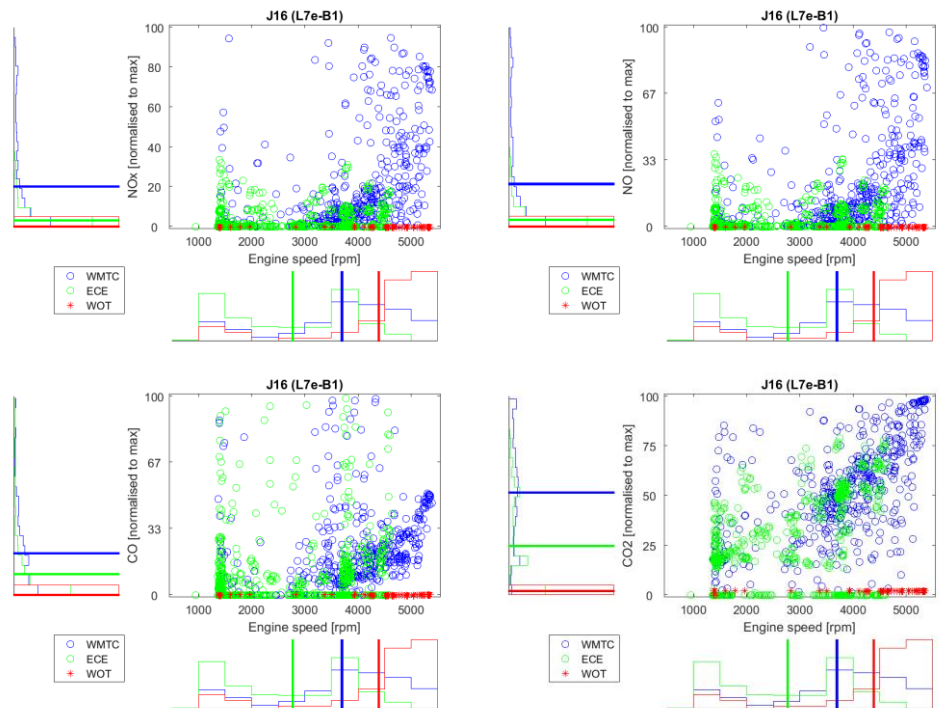 J16 (L7e-B1)
100
80
60
40
20
0
NOx [normalised to max]
1000 2000 3000 4000 5000
Engine speed [rpm]
WMTC
ECE
WOT
J16 (L7e-B1)
100
67
33
0
NO [normalised to max]
1000 2000 3000 4000 5000
Engine speed [rpm]
WMTC
ECE
WOT
J16 (L7e-B1)
100
67
33
0
CO [normalised to max]
1000 2000 3000 4000 5000
Engine speed [rpm]
WMTC
ECE
WOT
J16 (L7e-B1)
100
75
50
25
0
CO2 [normalised to max]
1000 2000 3000 4000 5000
Engine speed [rpm]
WMTC
ECE
WOT